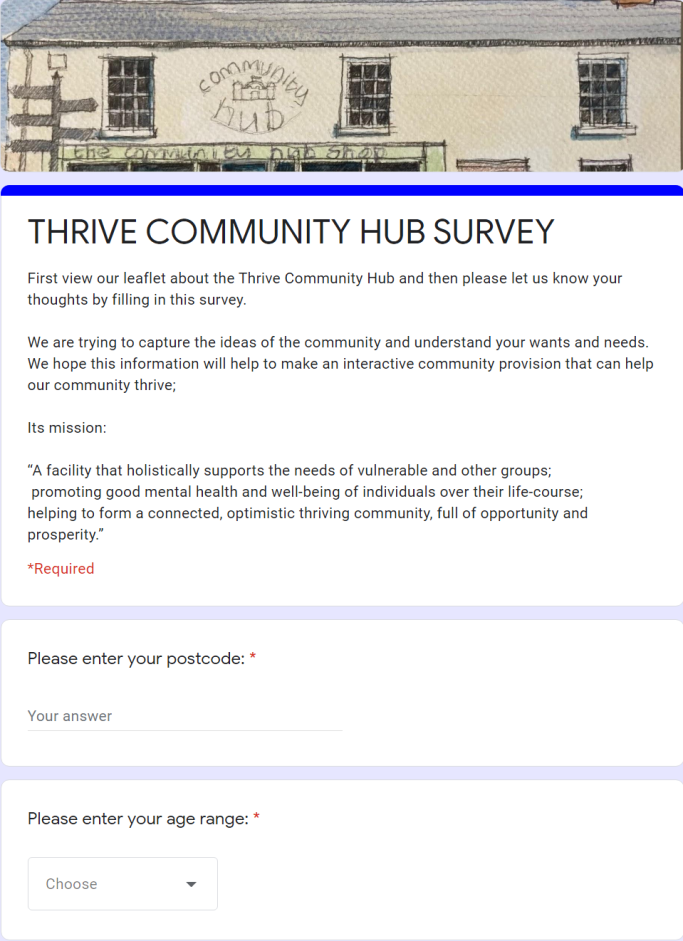 community
hub
the community hub shop
THRIVE COMMUNITY HUB SURVEY
First view our leaflet about the Thrive Community Hub and then please let us know your
thoughts by filling in this survey.
We are trying to capture the ideas of the community and understand your wants and needs.
We hope this information will help to make an interactive community provision that can help
our community thrive;
Its mission:
“A facility that holistically supports the needs of vulnerable and other groups;
promoting good mental health and well-being of individuals over their life-course;
helping to form a connected, optimistic thriving community, full of opportunity and
prosperity.”
*Required
Please enter your postcode: *
Your answer
Please enter your age range: *
Choose